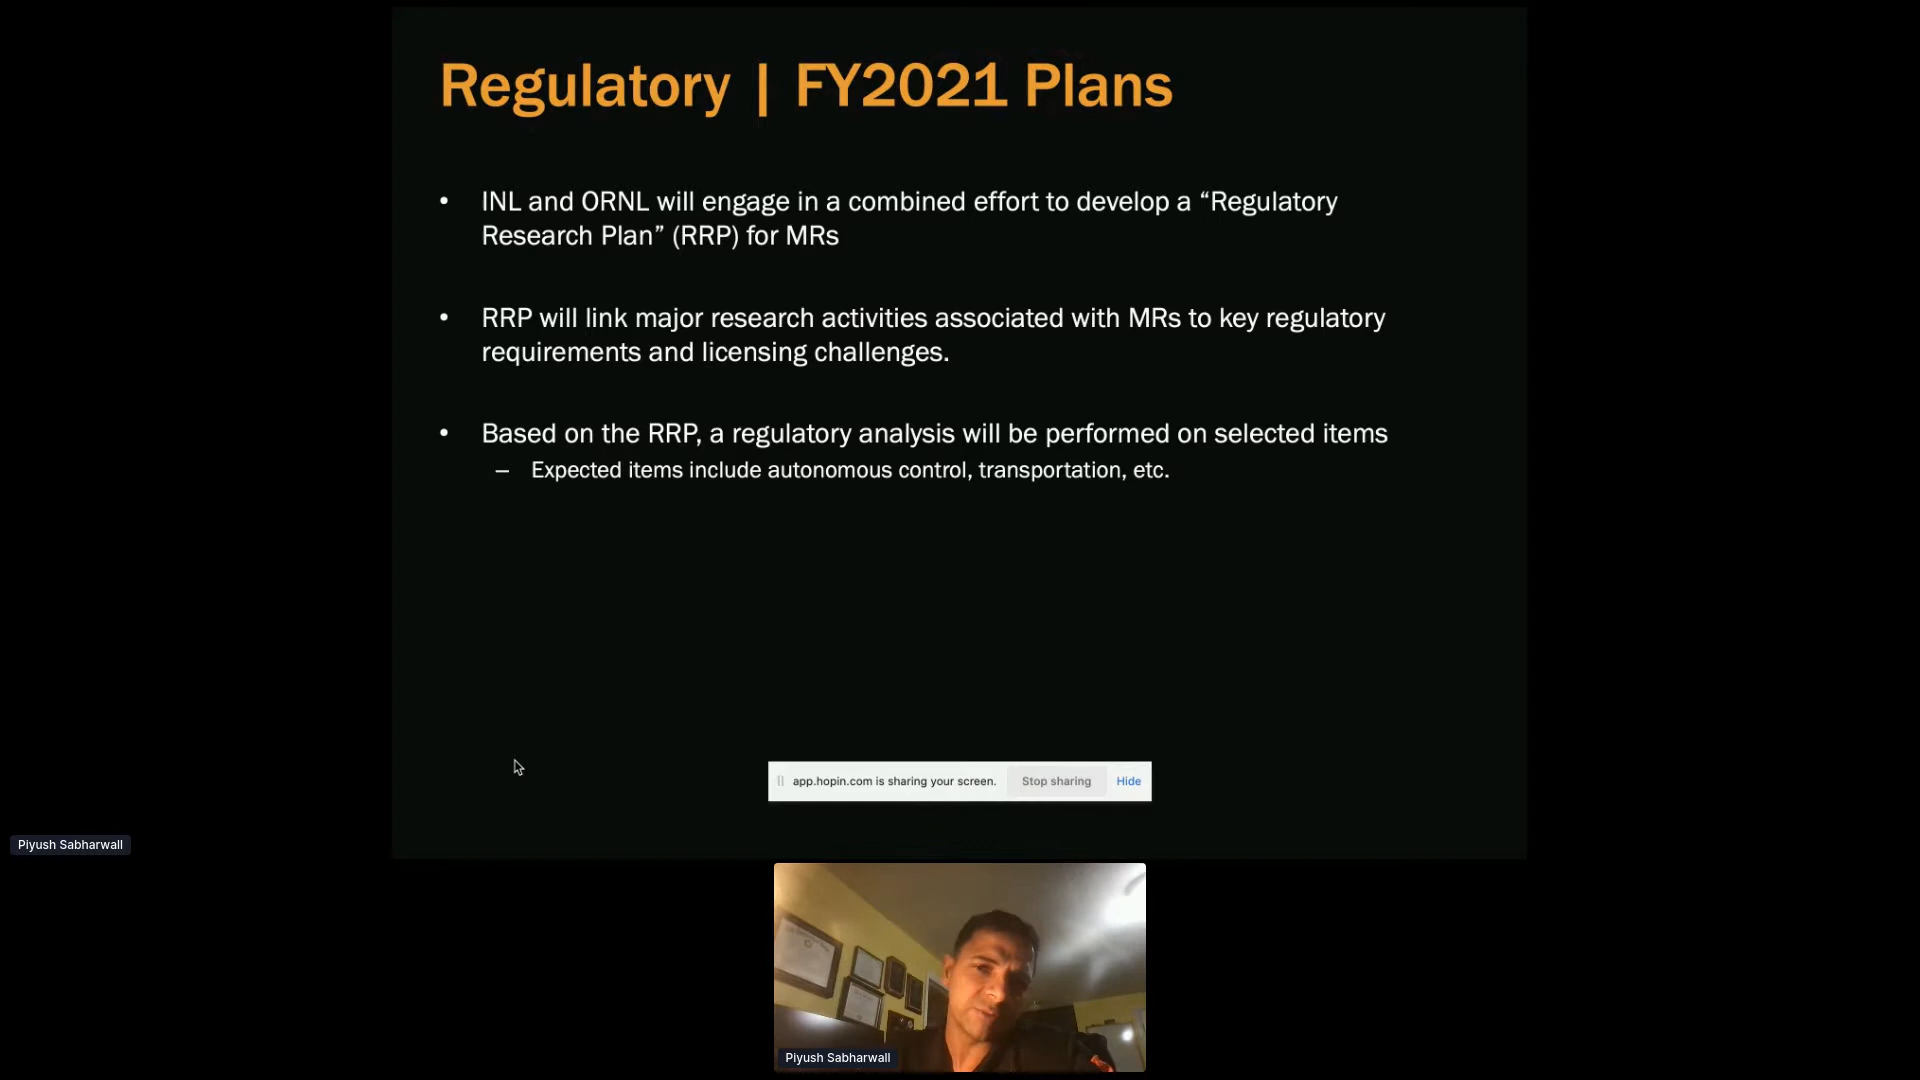 Regulatory | FY2021 Plans
• INL and ORNL will engage in a combined effort to develop a “Regulatory
Research Plan” (RRP) for MRs
• RRP will link major research activities associated with MRs to key regulatory
requirements and licensing challenges.
• Based on the RRP, a regulatory analysis will be performed on selected items
– Expected items include autonomous control, transportation, etc.
app.hopin.com is sharing your screen. Stop sharing Hide
Piyush Sabharwall
Piyush Sabharwall